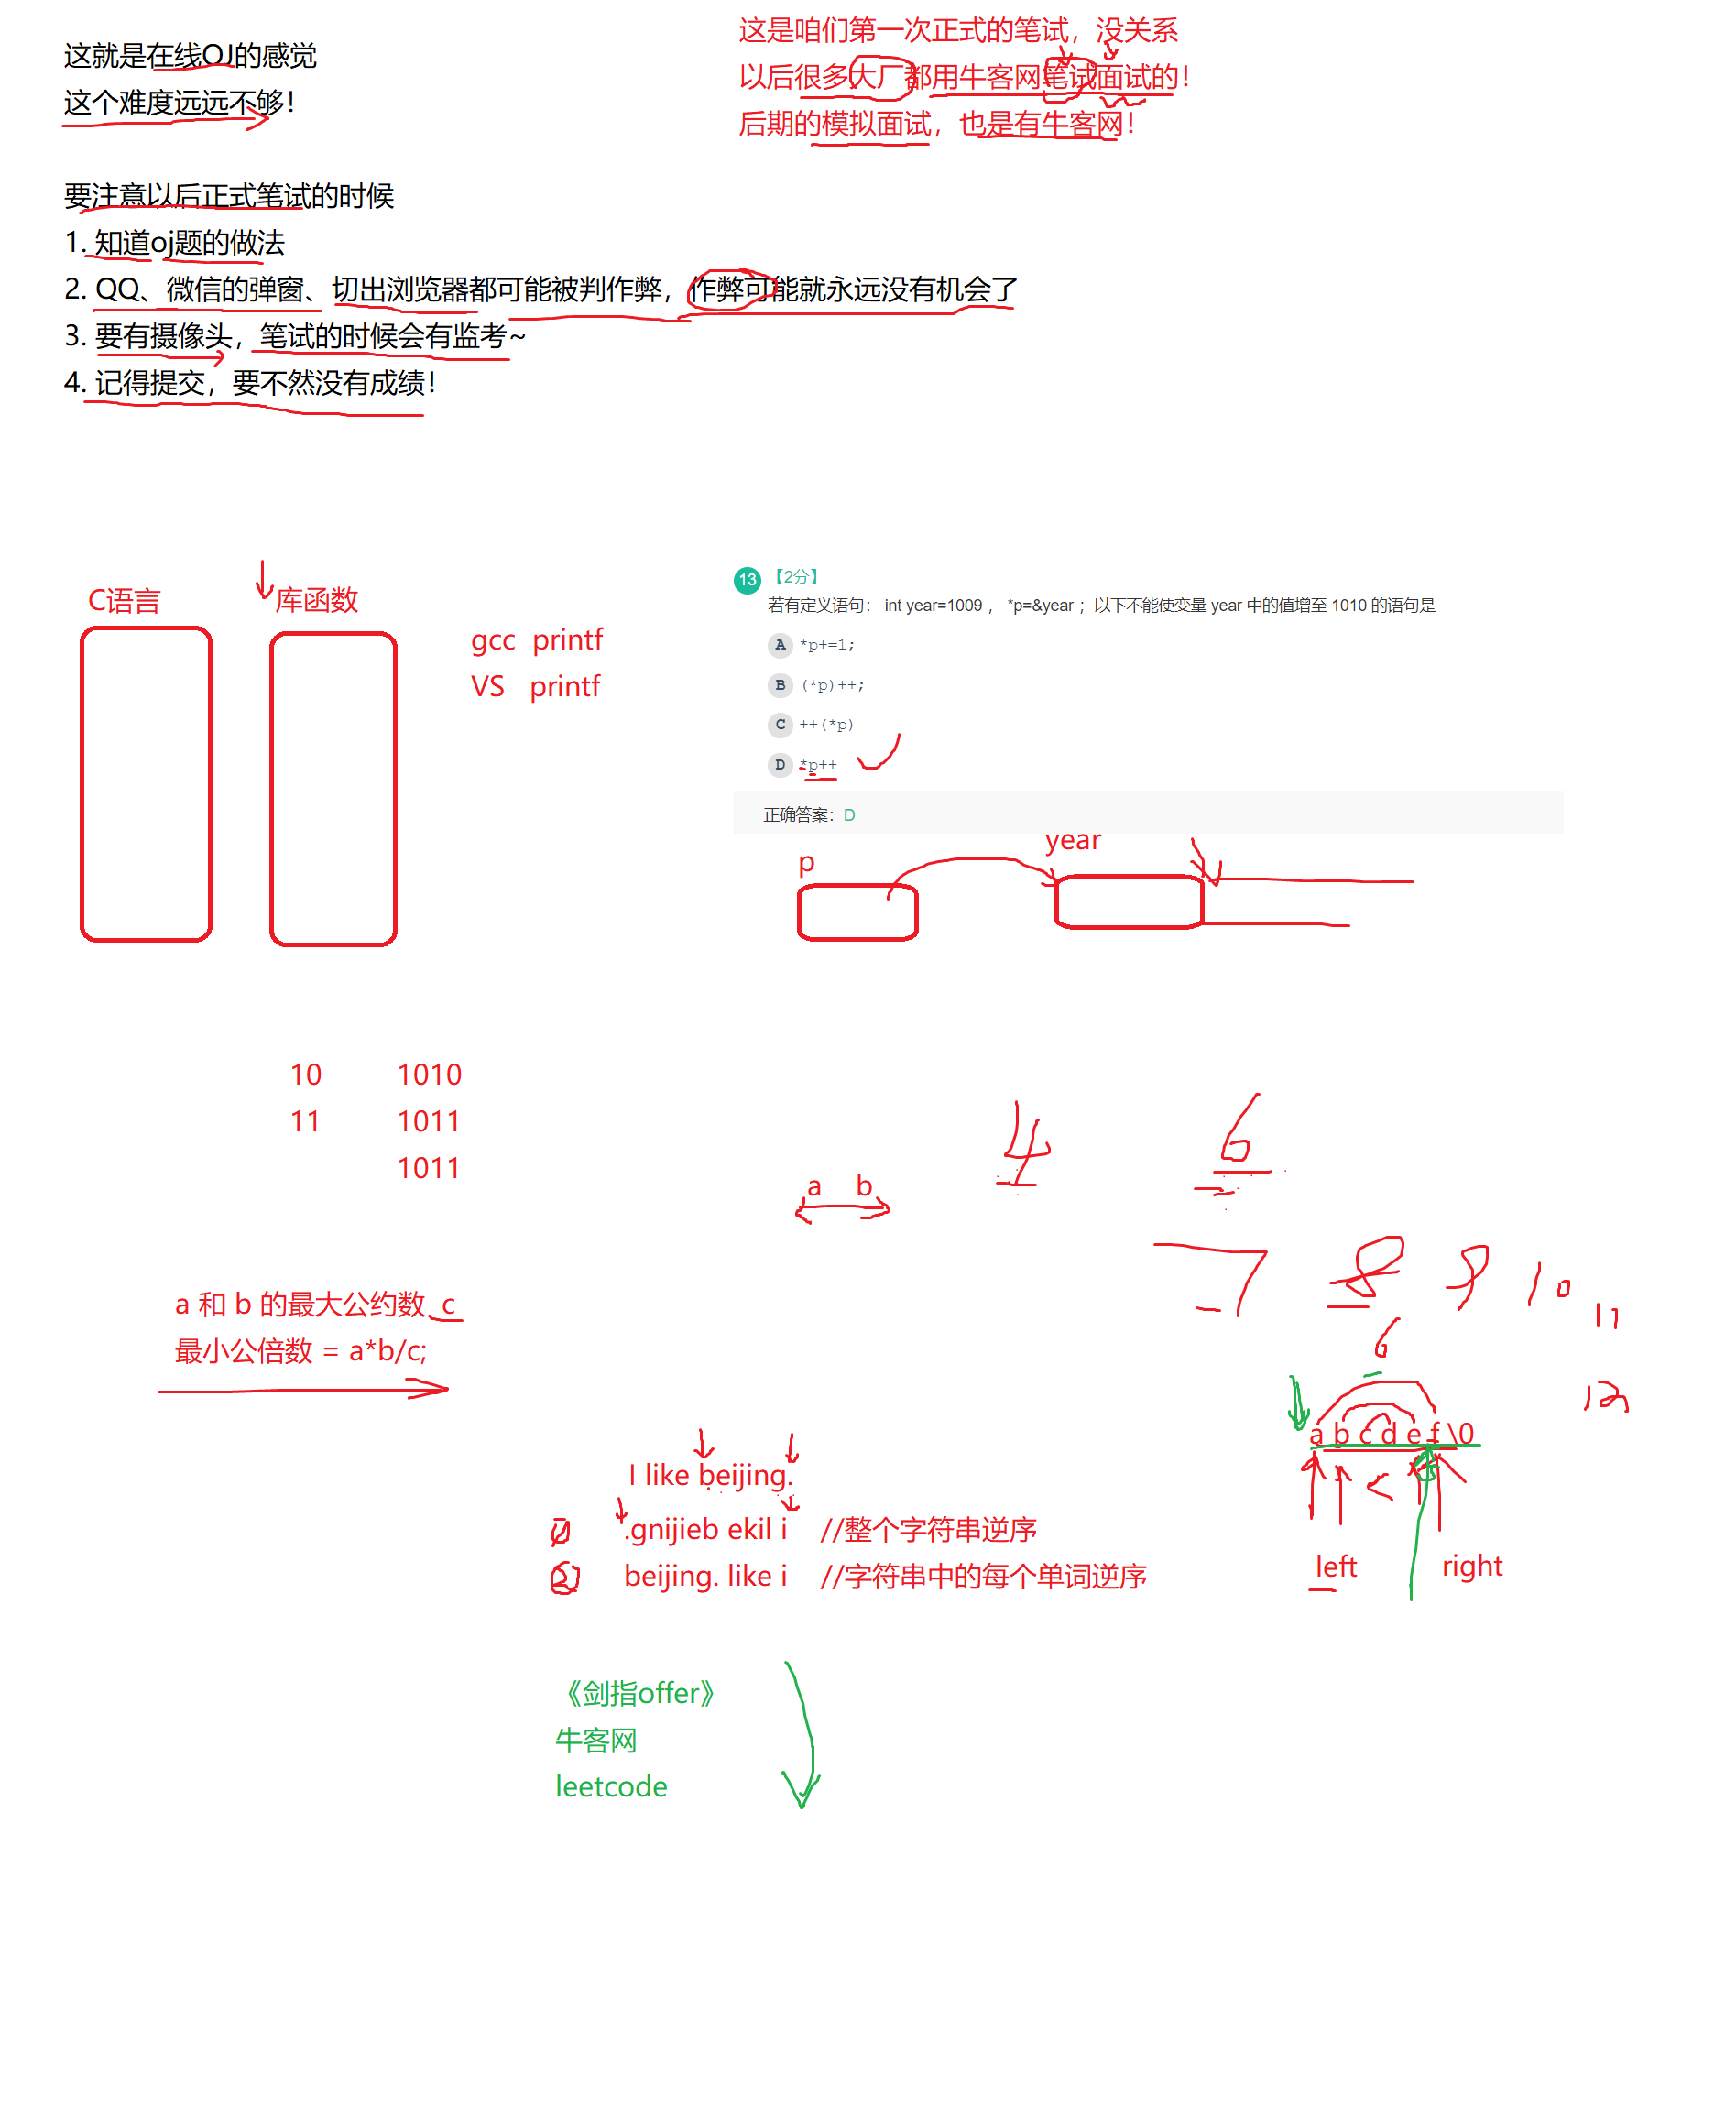 这就是在线OJ的感觉
这个难度远远不够！
这是咱们第一次正式的笔试，没关系
以后很多大厂都用牛客网笔试面试的！
后期的模拟面试，也是有牛客网！
要注意以后正式笔试的时候
1. 知道oj题的做法
2. QQ、微信的弹窗、切出浏览器都可能被判作弊，作弊可能就永远没有机会了
3. 要有摄像头，笔试的时候会有监考~
4. 记得提交，要不然没有成绩！
C语言
库函数
gcc printf
VS printf
13 【2分】
若有定义语句： int year=1009 ， *p=&year ；以下不能使变量 year 中的值增至 1010 的语句是
A *p+=1;
B (*p)++;
C ++(*p)
D *p++
正确答案：D
p
year
10 1010
11 1011
1011
a b
4 6
7 8 9 10
11
12
6
a 和 b 的最大公约数 c
最小公倍数 = a*b/c;
a b c d e f \0
left right
I like beijing.
.gnijieb ekil i //整个字符串逆序
beijing. like i //字符串中的每个单词逆序
《剑指offer》
牛客网
leetcode